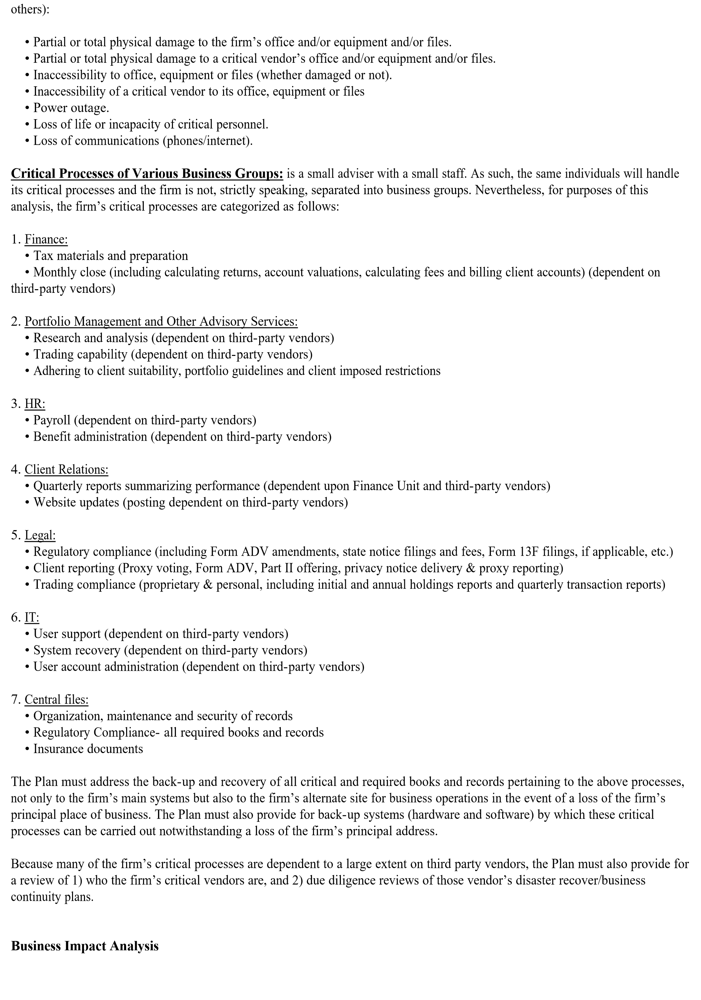 others):
• Partial or total physical damage to the firm’s office and/or equipment and/or files.
• Partial or total physical damage to a critical vendor’s office and/or equipment and/or files.
• Inaccessibility to office, equipment or files (whether damaged or not).
• Inaccessibility of a critical vendor to its office, equipment or files
• Power outage.
• Loss of life or incapacity of critical personnel.
• Loss of communications (phones/internet).
Critical Processes of Various Business Groups: is a small adviser with a small staff. As such, the same individuals will handle
its critical processes and the firm is not, strictly speaking, separated into business groups. Nevertheless, for purposes of this
analysis, the firm’s critical processes are categorized as follows:
1. Finance:
• Tax materials and preparation
• Monthly close (including calculating returns, account valuations, calculating fees and billing client accounts) (dependent on
third-party vendors)
2. Portfolio Management and Other Advisory Services:
• Research and analysis (dependent on third-party vendors)
• Trading capability (dependent on third-party vendors)
• Adhering to client suitability, portfolio guidelines and client imposed restrictions
3. HR:
• Payroll (dependent on third-party vendors)
• Benefit administration (dependent on third-party vendors)
4. Client Relations:
• Quarterly reports summarizing performance (dependent upon Finance Unit and third-party vendors)
• Website updates (posting dependent on third-party vendors)
5. Legal:
• Regulatory compliance (including Form ADV amendments, state notice filings and fees, Form 13F filings, if applicable, etc.)
• Client reporting (Proxy voting, Form ADV, Part II offering, privacy notice delivery & proxy reporting)
• Trading compliance (proprietary & personal, including initial and annual holdings reports and quarterly transaction reports)
6. IT:
• User support (dependent on third-party vendors)
• System recovery (dependent on third-party vendors)
• User account administration (dependent on third-party vendors)
7. Central files:
• Organization, maintenance and security of records
• Regulatory Compliance- all required books and records
• Insurance documents
The Plan must address the back-up and recovery of all critical and required books and records pertaining to the above processes,
not only to the firm’s main systems but also to the firm’s alternate site for business operations in the event of a loss of the firm’s
principal place of business. The Plan must also provide for back-up systems (hardware and software) by which these critical
processes can be carried out notwithstanding a loss of the firm’s principal address.
Because many of the firm’s critical processes are dependent to a large extent on third party vendors, the Plan must also provide for
a review of 1) who the firm’s critical vendors are, and 2) due diligence reviews of those vendor’s disaster recover/business
continuity plans.
Business Impact Analysis